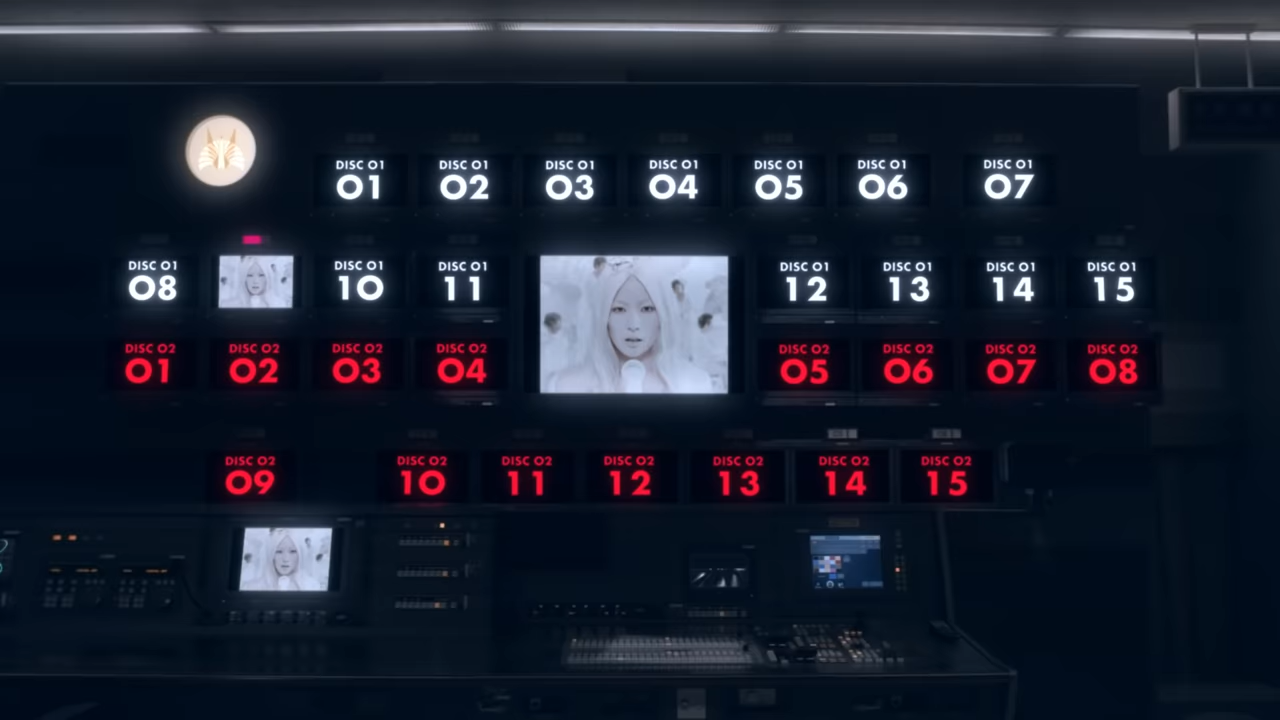 DISC 01
01
DISC 01
02
DISC 01
03
DISC 01
04
DISC 01
05
DISC 01
06
DISC 01
07
DISC 01
08
DISC 01
10
DISC 01
11
DISC 01
12
DISC 01
13
DISC 01
14
DISC 01
15
DISC 02
01
DISC 02
02
DISC 02
03
DISC 02
04
DISC 02
05
DISC 02
06
DISC 02
07
DISC 02
08
DISC 02
09
DISC 02
10
DISC 02
11
DISC 02
12
DISC 02
13
DISC 02
14
DISC 02
15